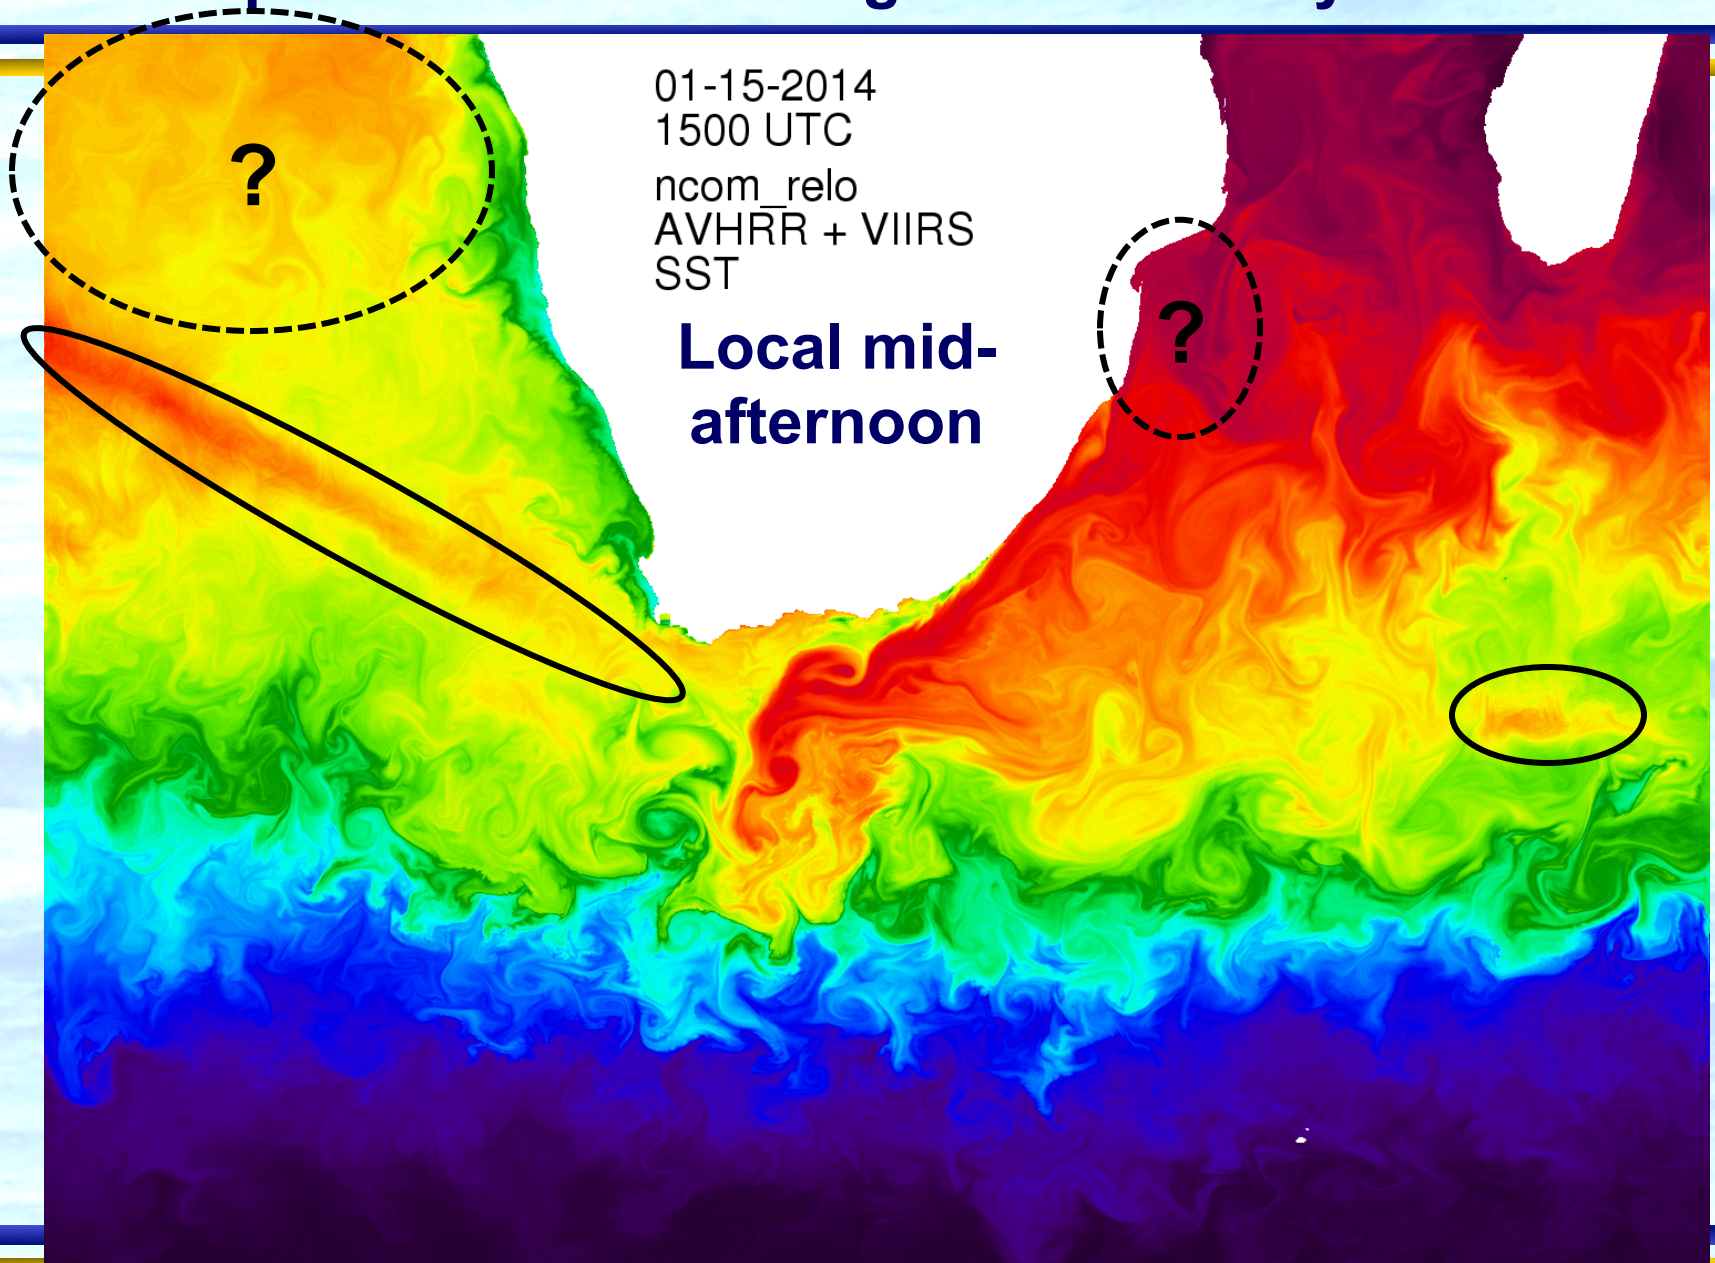 01-15-2014
1500 UTC
ncom_relo
AVHRR + VIIRS
SST
Local mid-
afternoon
?
?